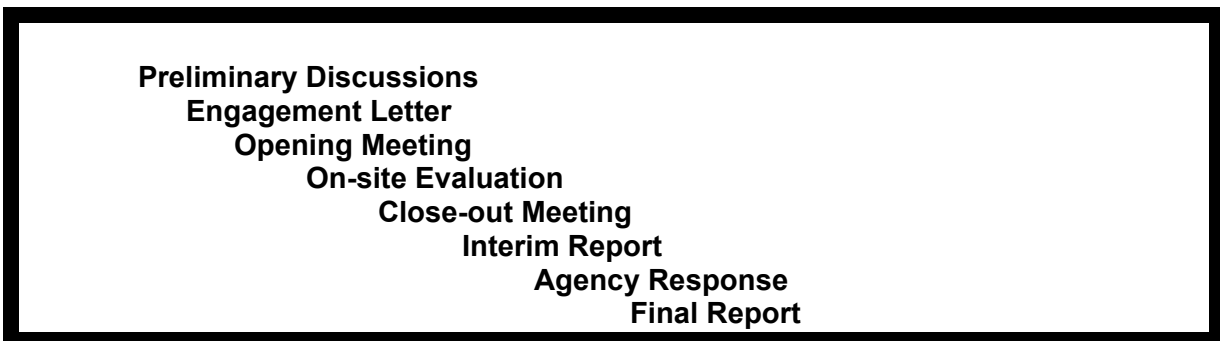 Preliminary Discussions
Engagement Letter
Opening Meeting
On-site Evaluation
Close-out Meeting
Interim Report
Agency Response
Final Report